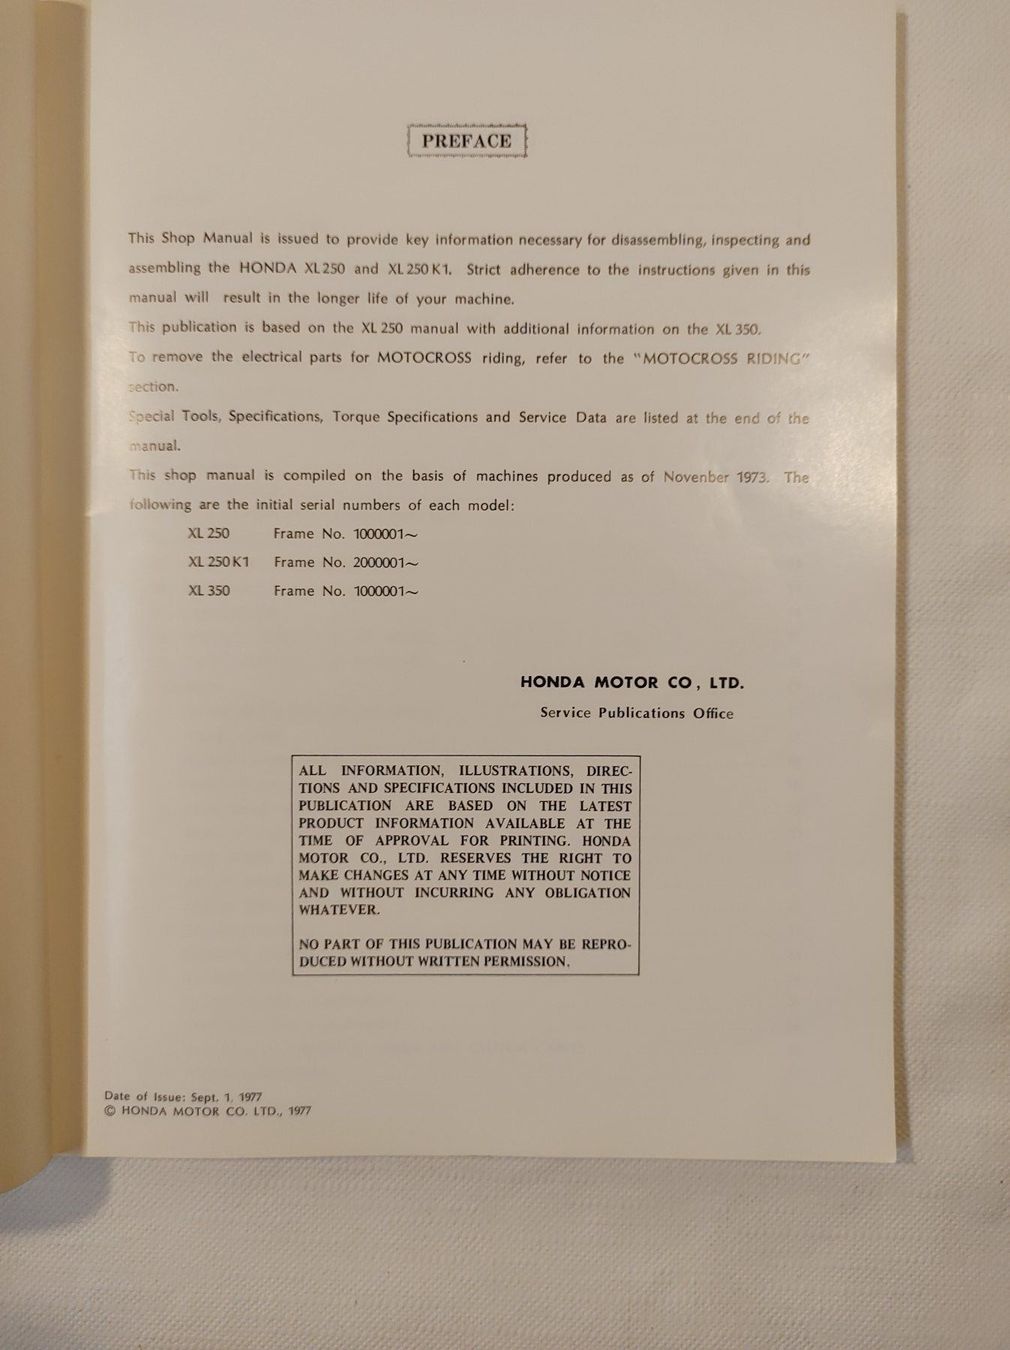 PREFACE
This Shop Manual is issued to provide key information necessary for disassembling, inspecting and
assembling the HONDA XL250 and XL250K1. Strict adherence to the instructions given in this
manual will result in the longer life of your machine.
This publication is based on the XL250 manual with additional information on the XL350.
To remove the electrical parts for MOTOCROSS riding, refer to the "MOTOCROSS RIDING"
section.
Special Tools, Specifications, Torque Specifications and Service Data are listed at the end of the
manual.
This shop manual is compiled on the basis of machines produced as of Novenber 1973. The
following are the initial serial numbers of each model:
XL250 Frame No. 1000001~
XL250K1 Frame No. 2000001~
XL350 Frame No. 1000001~
HONDA MOTOR CO, LTD.
Service Publications Office
ALL INFORMATION, ILLUSTRATIONS, DIREC-
TIONS AND SPECIFICATIONS INCLUDED IN THIS
PUBLICATION ARE BASED ON THE LATEST
PRODUCT INFORMATION AVAILABLE AT THE
TIME OF APPROVAL FOR PRINTING. HONDA
MOTOR CO., LTD. RESERVES THE RIGHT TO
MAKE CHANGES AT ANY TIME WITHOUT NOTICE
AND WITHOUT INCURRING ANY OBLIGATION
WHATEVER.
NO PART OF THIS PUBLICATION MAY BE REPRO-
DUCED WITHOUT WRITTEN PERMISSION.
Date of Issue: Sept. 1, 1977
© HONDA MOTOR CO. LTD., 1977